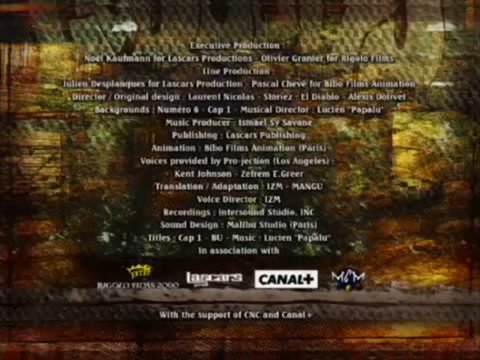 Executive Production :
Noël Kaufmann for Lascars Productions - Olivier Granier for Rigolo Films
Line Production :
Julien Desplanques for Lascars Production - Pascal Chevé for Bibo Films Animation
Director / Original design : Laurent Nicolas - Storiez - El Diablo - Alexis Dolivet
Backgrounds : Numéro 6 - Cap 1 - Musical Director : Lucien "Papalu"
Music Producer : Ismaël Sy Savane
Publishing : Lascars Publishing
Animation : Bibo Films Animation (Paris)
Voices provided by Pro-jection (Los Angeles) :
Kent Johnson - Zetrem E.Greer
Translation / Adaptation : IZM - MANGU
Voice Director : IZM
Recordings : Intersound Studio, INC
Sound Design : Malibu Studio (Paris)
Titles : Cap 1 - BU - Music : Lucien "Papalu"
In association with
RIGOLO FILMS 2000 lascars CANAL+ MCM
With the support of CNC and Canal+